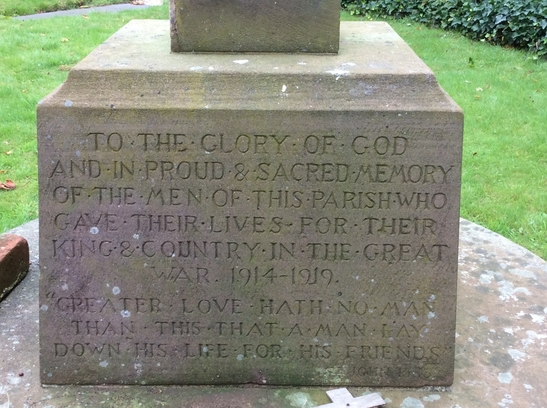 TO·THE·GLORY·OF·GOD
AND·IN·PROUD·&·SACRED·MEMORY
OF·THE·MEN·OF·THIS·PARISH·WHO
GAVE·THEIR·LIVES·FOR·THEIR
KING·&·COUNTRY·IN·THE·GREAT
WAR. 1914-1919.
"GREATER·LOVE·HATH·NO·MAN
THAN·THIS·THAT·A·MAN·LAY
DOWN·HIS·LIFE·FOR·HIS·FRIENDS"
JOHN